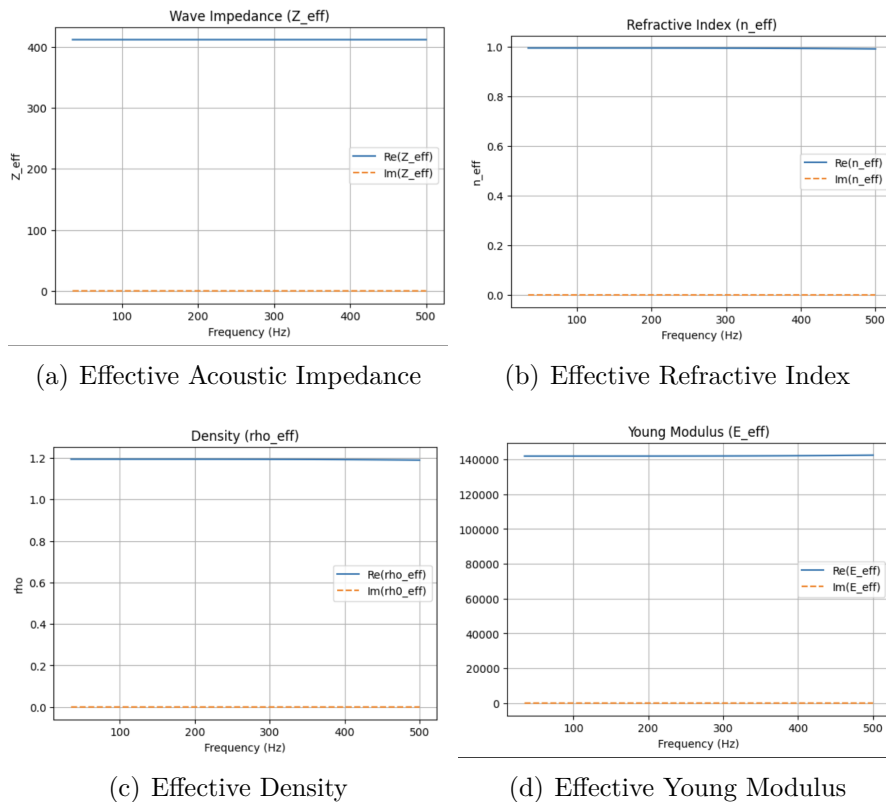 Wave Impedance (Z_eff)
400
300
200
100
0
Z_eff
Re(Z_eff)
Im(Z_eff)
100 200 300 400 500
Frequency (Hz)
(a) Effective Acoustic Impedance
Refractive Index (n_eff)
1.0
0.8
0.6
0.4
0.2
0.0
n_eff
Re(n_eff)
Im(n_eff)
100 200 300 400 500
Frequency (Hz)
(b) Effective Refractive Index
Density (rho_eff)
1.2
1.0
0.8
0.6
0.4
0.2
0.0
rho
Re(rho_eff)
Im(rh0_eff)
100 200 300 400 500
Frequency (Hz)
(c) Effective Density
Young Modulus (E_eff)
140000
120000
100000
80000
60000
40000
20000
0
Re(E_eff)
Im(E_eff)
100 200 300 400 500
Frequency (Hz)
(d) Effective Young Modulus